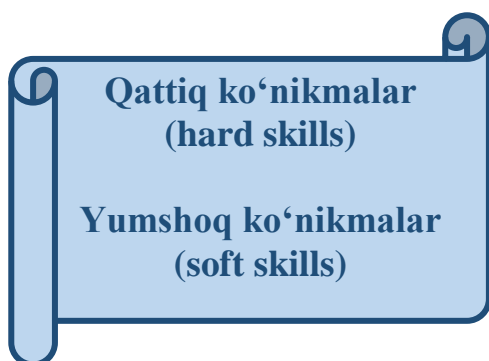 Qattiq ko‘nikmalar
(hard skills)
Yumshoq ko‘nikmalar
(soft skills)